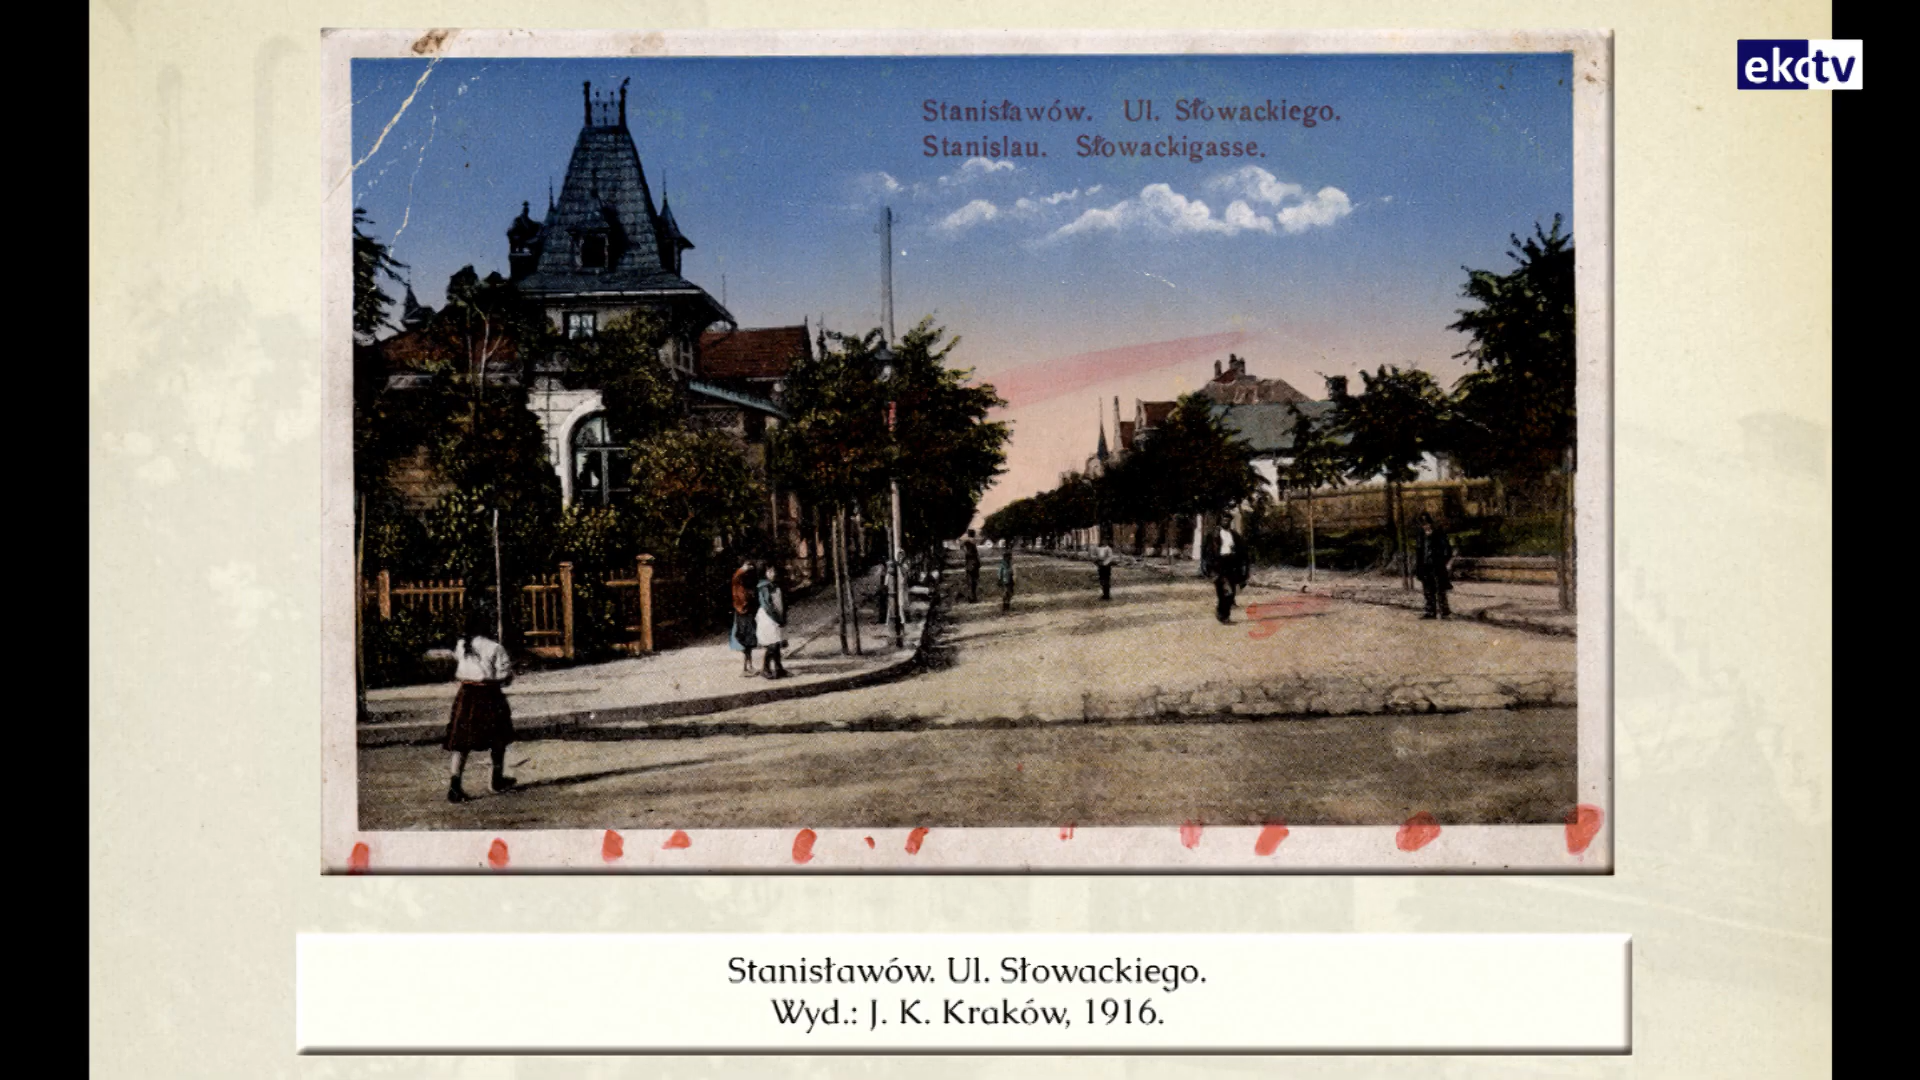 ekotv
Stanisławów. Ul. Słowackiego.
Stanislau. Słowackigasse.
Stanisławów. Ul. Słowackiego.
Wyd.: J. K. Kraków, 1916.